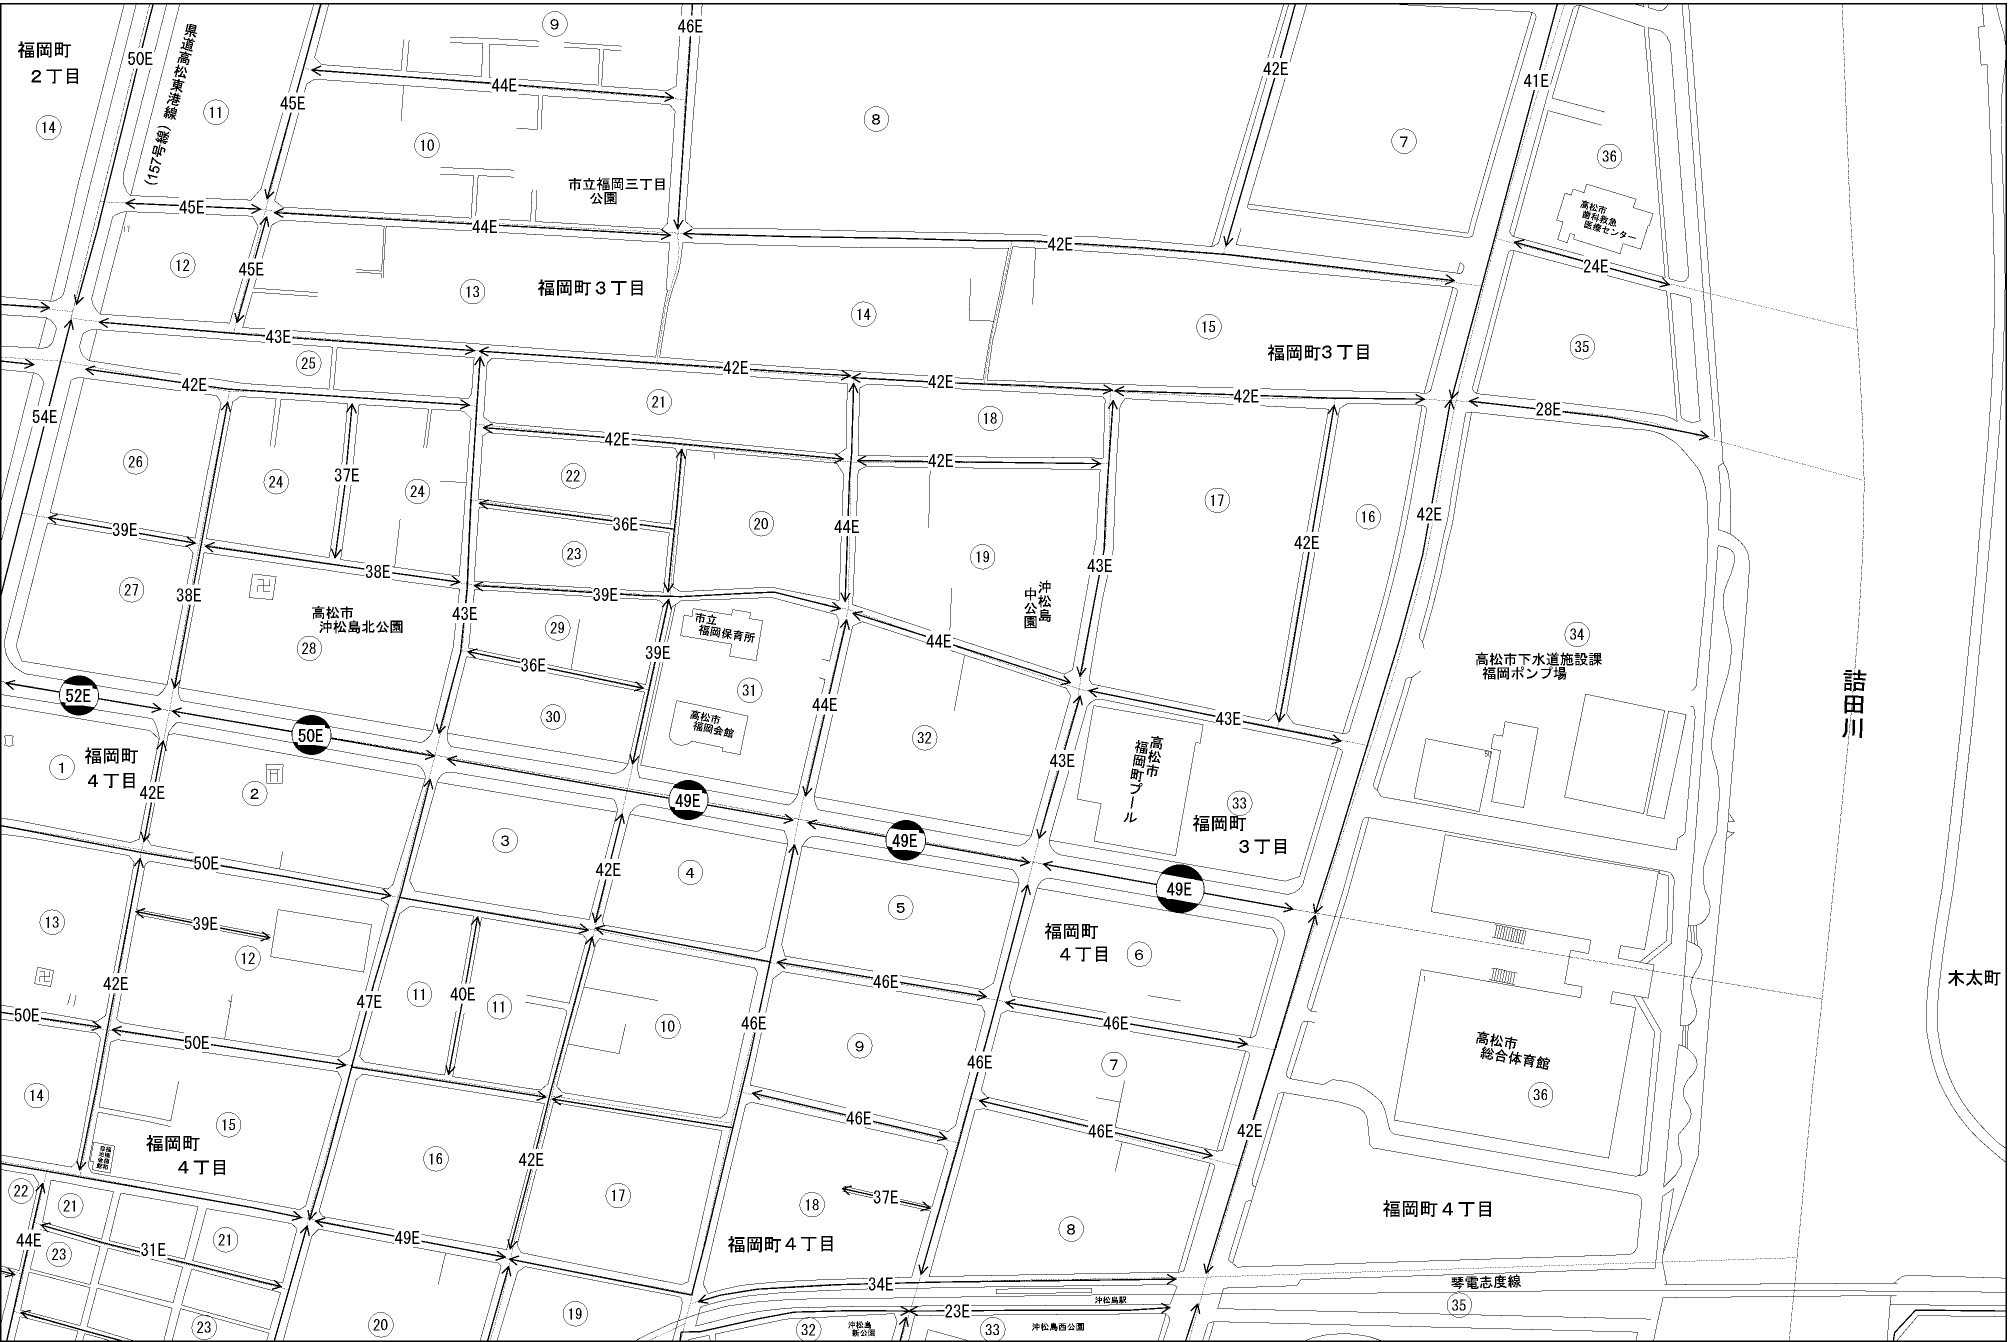 福岡町
２丁目
14
50E
県道高松東港線
(157号線)
11
45E
9
46E
44E
10
市立福岡三丁目
公園
8
42E
7
41E
36
高松市
歯科救急
医療センター
45E
44E
42E
24E
17
12
45E
13
福岡町３丁目
14
15
福岡町３丁目
35
43E
25
42E
42E
42E
42E
28E
42E
54E
21
18
42E
42E
26
24
37E
24
22
36E
20
44E
17
16
42E
42E
39E
38E
23
19
43E
27
38E
高松市
沖松島北公園
28
43E
39E
沖松島
中公園
29
市立
福岡保育所
39E
44E
34
高松市下水道施設課
福岡ポンプ場
詰田川
36E
52E
50E
30
31
高松市
福岡会館
44E
32
43E
43E
高松市
福岡町プール
33
福岡町
３丁目
1
福岡町
４丁目
42E
2
49E
49E
49E
3
42E
4
5
50E
13
39E
12
42E
47E
11
40E
11
10
46E
46E
福岡町
４丁目
6
46E
木太町
50E
50E
9
46E
7
高松市
総合体育館
36
14
15
福岡町
４丁目
46E
46E
42E
16
42E
17
18
37E
8
福岡町４丁目
22
21
21
44E
23
31E
49E
福岡町４丁目
34E
琴電志度線
35
沖松島駅
23E
23
20
19
32
沖松島
新公園
33
沖松島西公園